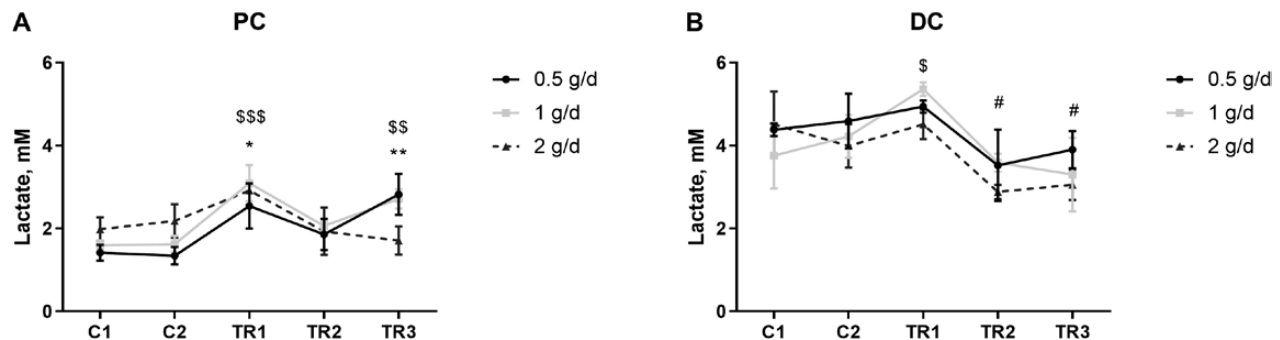 A
PC
Lactate, mM
6
4
2
0
C1
C2
TR1
TR2
TR3
$$$
*
$$
**
0.5 g/d
1 g/d
2 g/d
B
DC
Lactate, mM
6
4
2
0
C1
C2
TR1
TR2
TR3
$
#
#
0.5 g/d
1 g/d
2 g/d